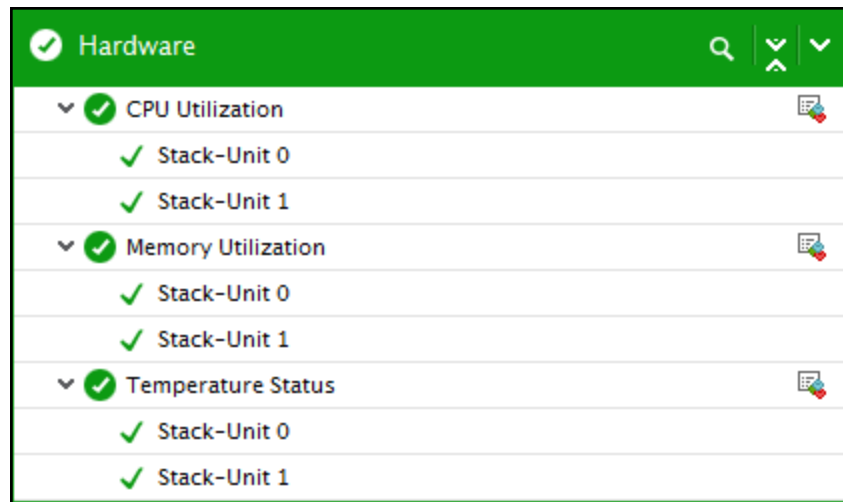 Hardware
CPU Utilization
Stack-Unit 0
Stack-Unit 1
Memory Utilization
Stack-Unit 0
Stack-Unit 1
Temperature Status
Stack-Unit 0
Stack-Unit 1